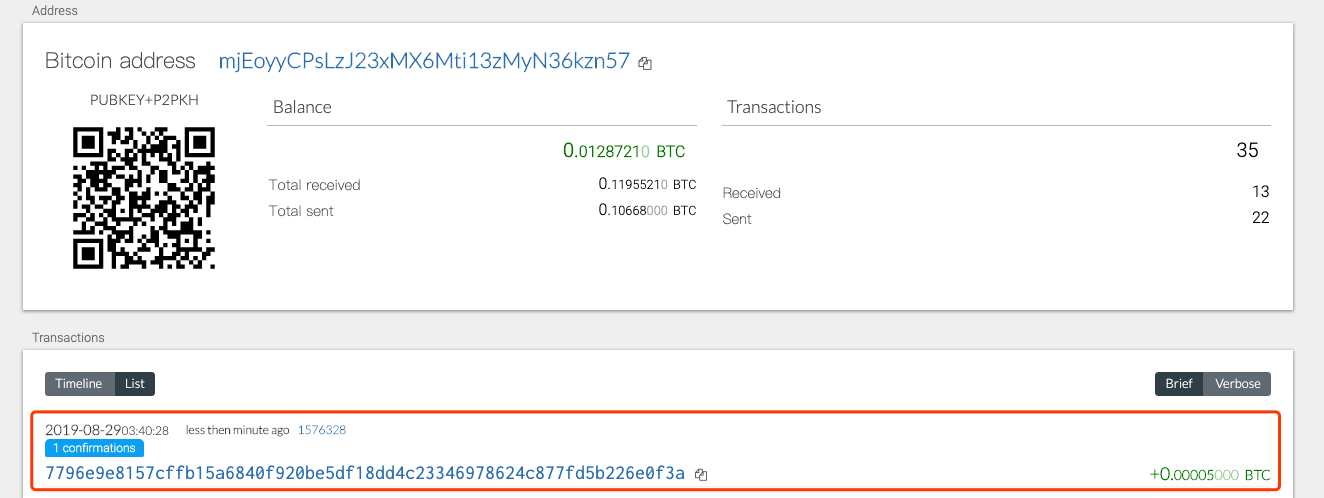 Address
Bitcoin address mjEoyyCPsLzJ23xMX6Mti13zMyN36kzn57
PUBKEY+P2PKH
Balance
0.01287210 BTC
Total received 0.11955210 BTC
Total sent 0.10668000 BTC
Transactions
35
Received 13
Sent 22
Transactions
Timeline List Brief Verbose
2019-08-2903:40:28 less then minute ago 1576328
1 confirmations
7796e9e8157cffb15a6840f920be5df18dd4c23346978624c877fd5b226e0f3a +0.00005000 BTC